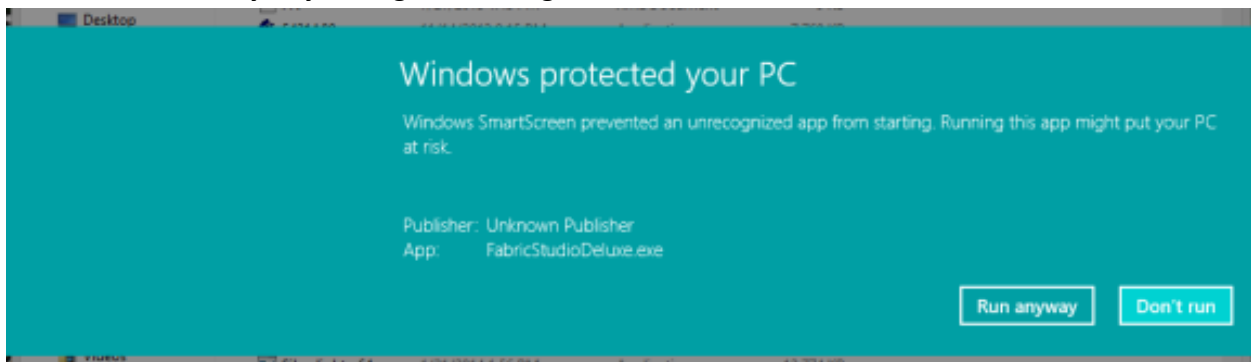 Desktop
Windows protected your PC
Windows SmartScreen prevented an unrecognized app from starting. Running this app might put your PC
at risk.
Publisher: Unknown Publisher
App: FabricStudioDeluxe.exe
Run anyway Don't run
Videos